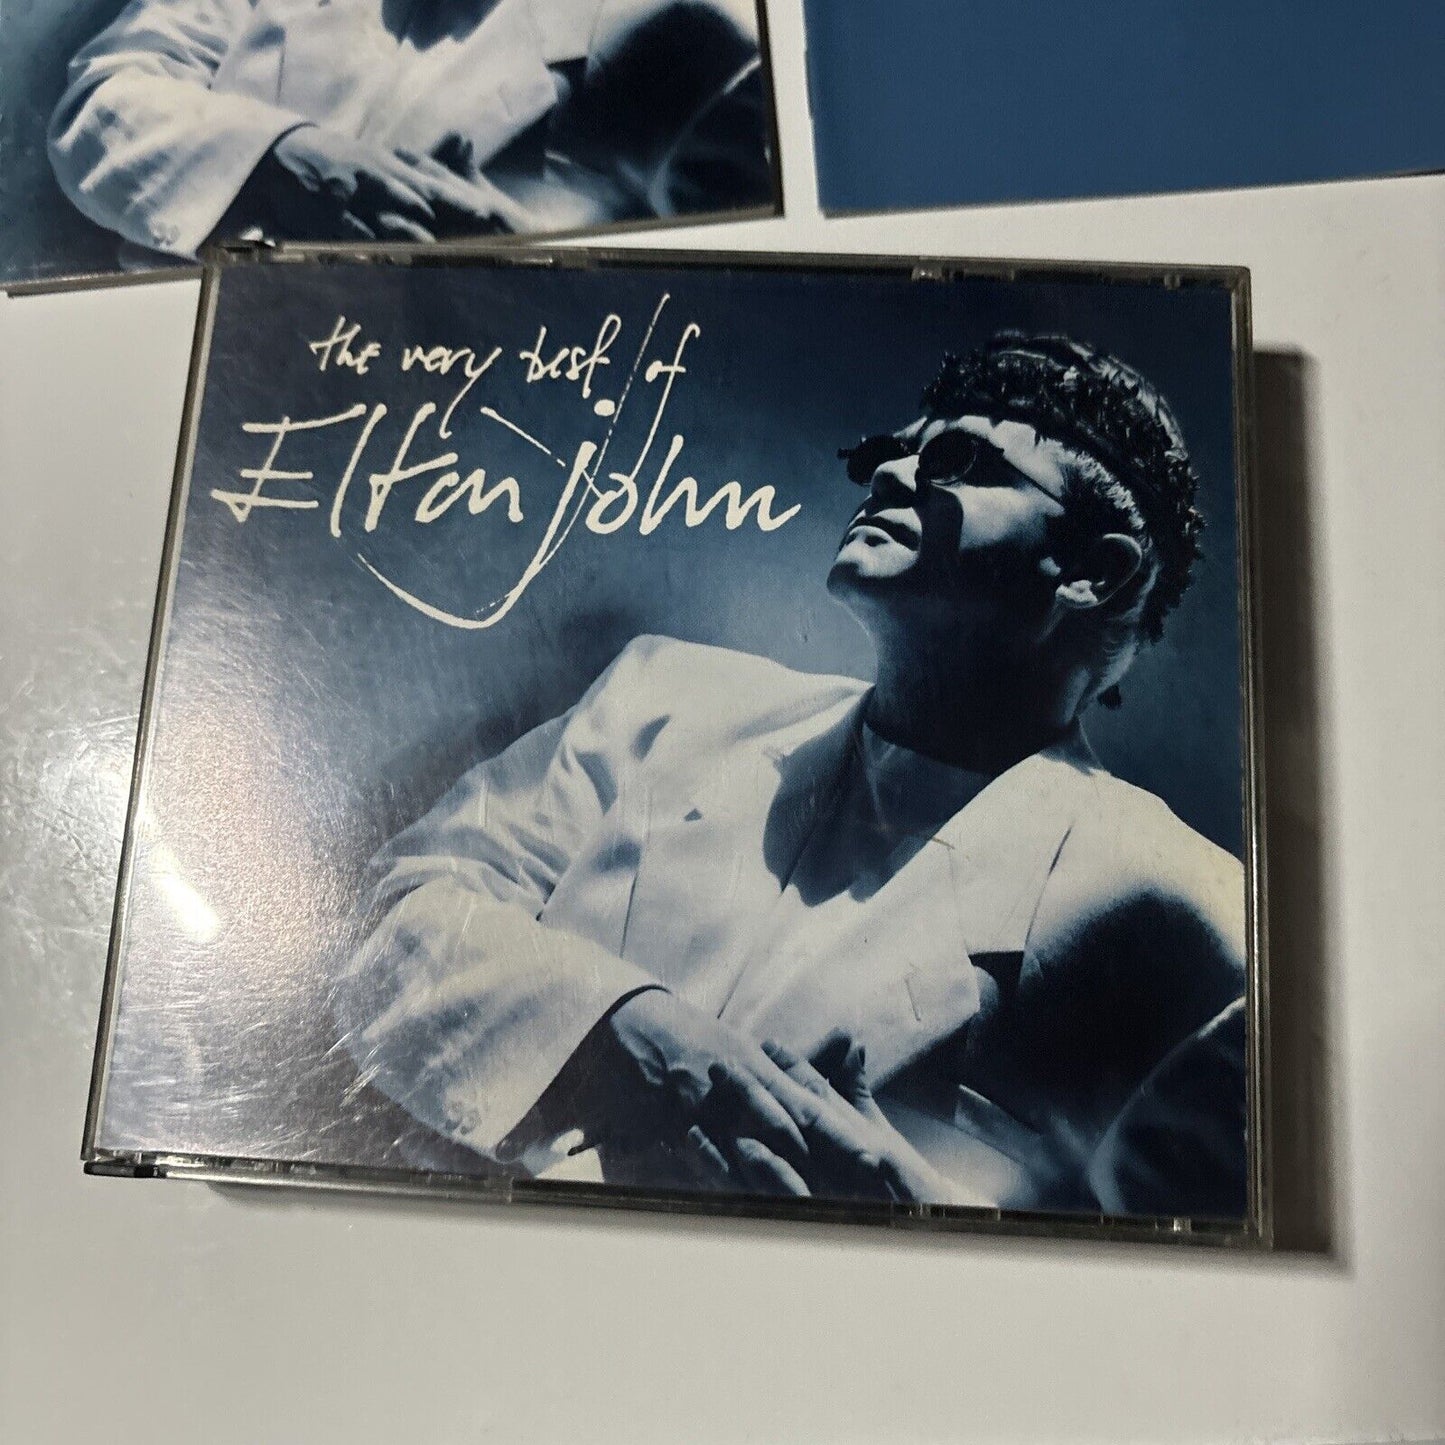 the very best of
Elton john